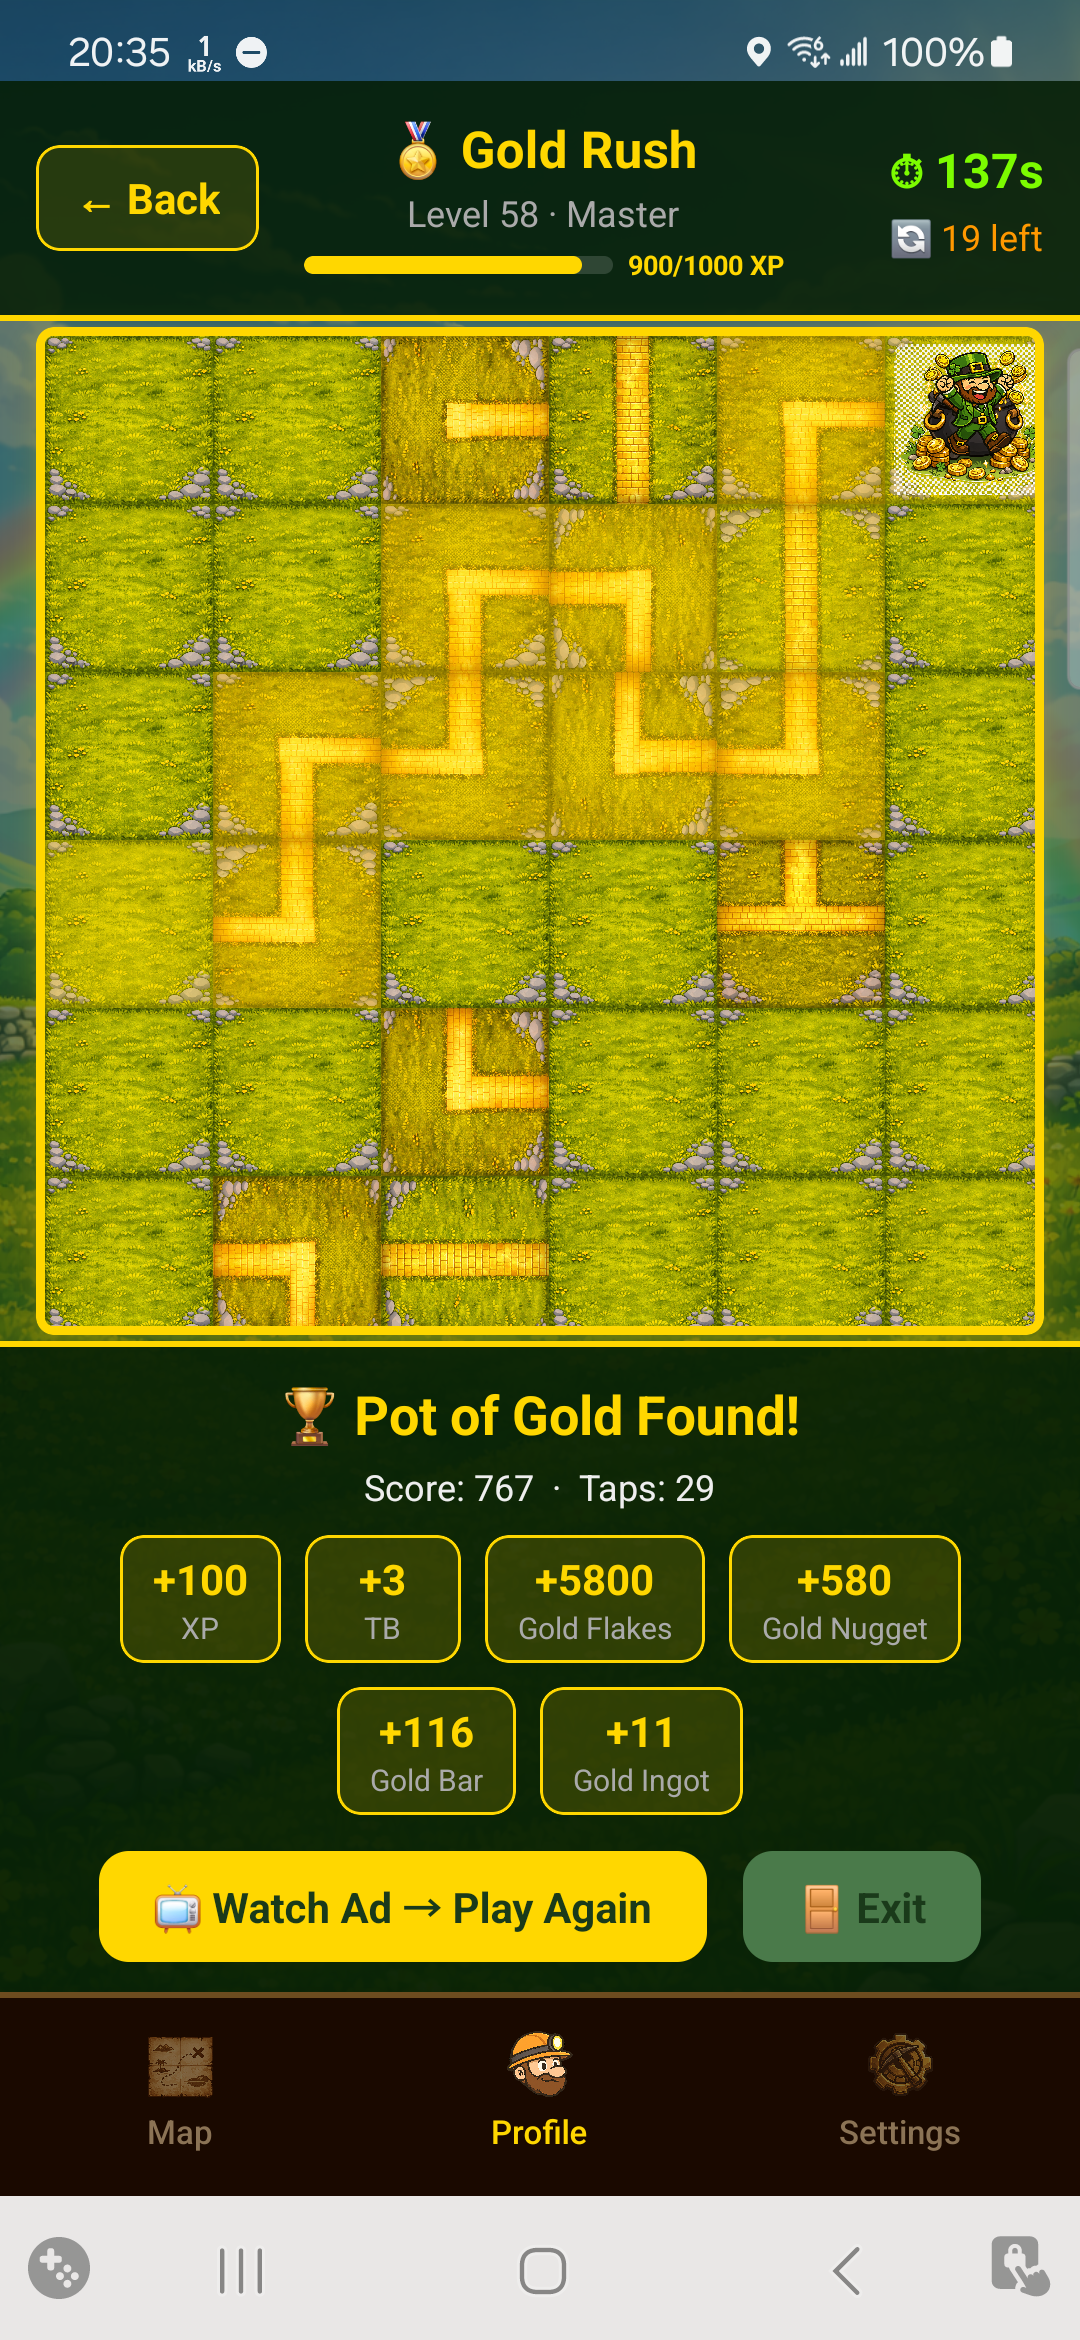 20:35 1 kB/s 6 100%
Gold Rush
← Back
137s
Level 58 · Master
19 left
900/1000 XP
Pot of Gold Found!
Score: 767 · Taps: 29
+100 +3 +5800 +580
XP TB Gold Flakes Gold Nugget
+116 +11
Gold Bar Gold Ingot
Watch Ad → Play Again Exit
Map Profile Settings